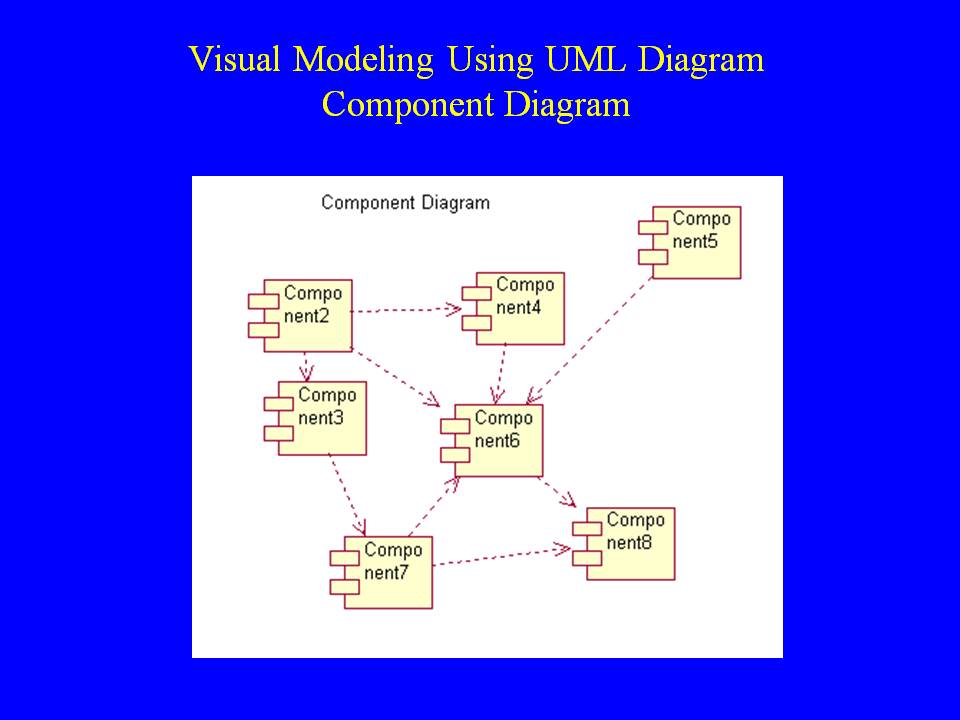 Visual Modeling Using UML Diagram
Component Diagram
Component Diagram
Compo
nent5
Compo
nent2
Compo
nent4
Compo
nent3
Compo
nent6
Compo
nent8
Compo
nent7